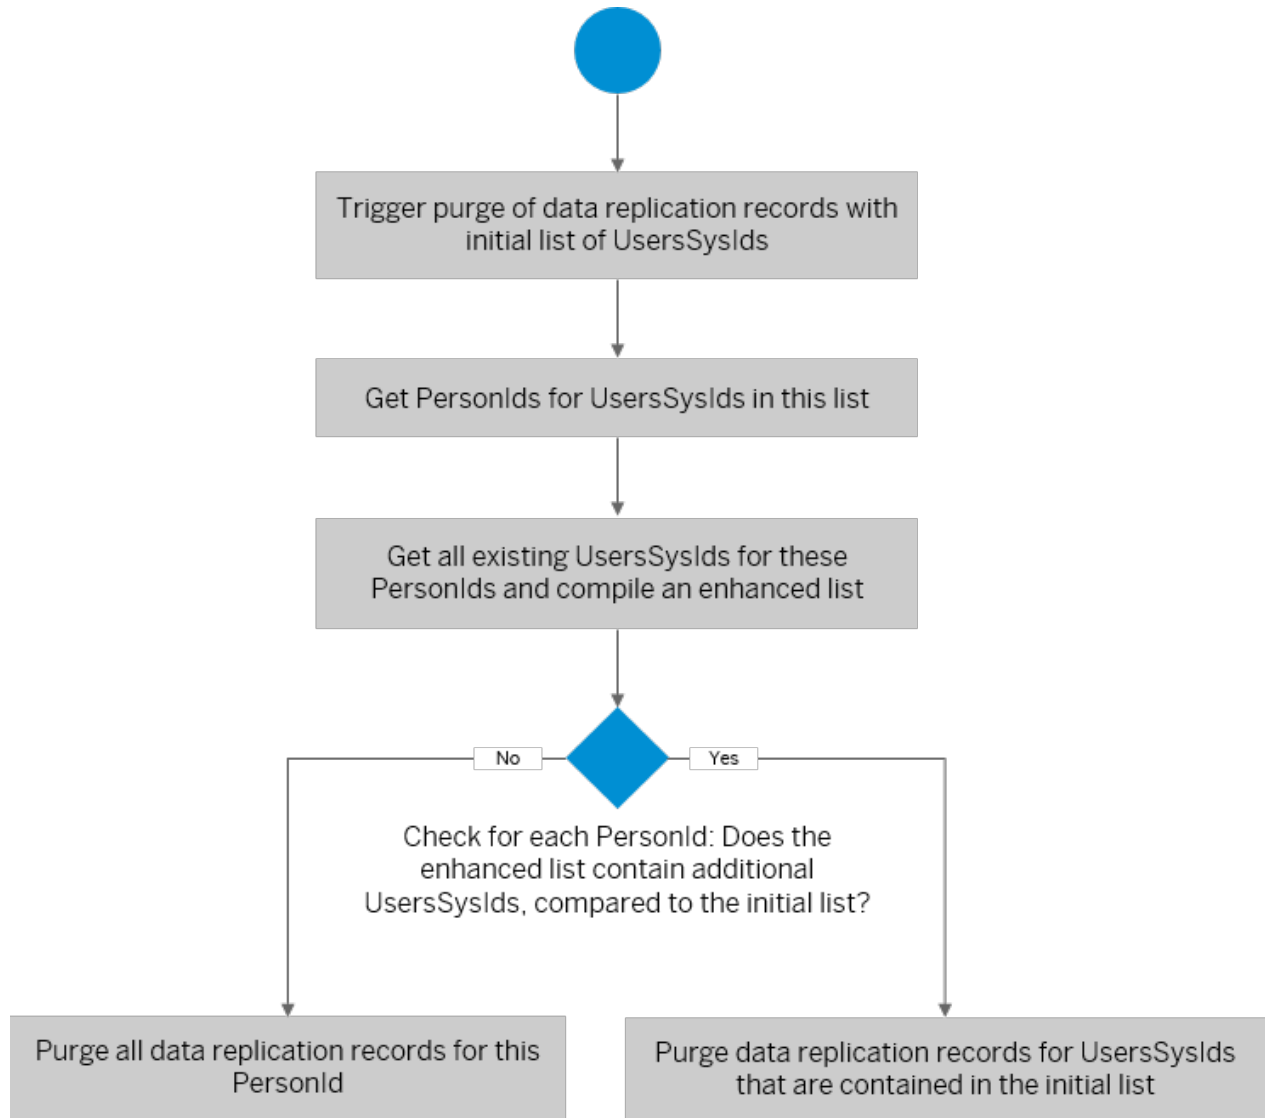 Trigger purge of data replication records with
initial list of UsersSysIds
Get PersonIds for UsersSysIds in this list
Get all existing UsersSysIds for these
PersonIds and compile an enhanced list
No
Yes
Check for each PersonId: Does the
enhanced list contain additional
UsersSysIds, compared to the initial list?
Purge all data replication records for this
PersonId
Purge data replication records for UsersSysIds
that are contained in the initial list